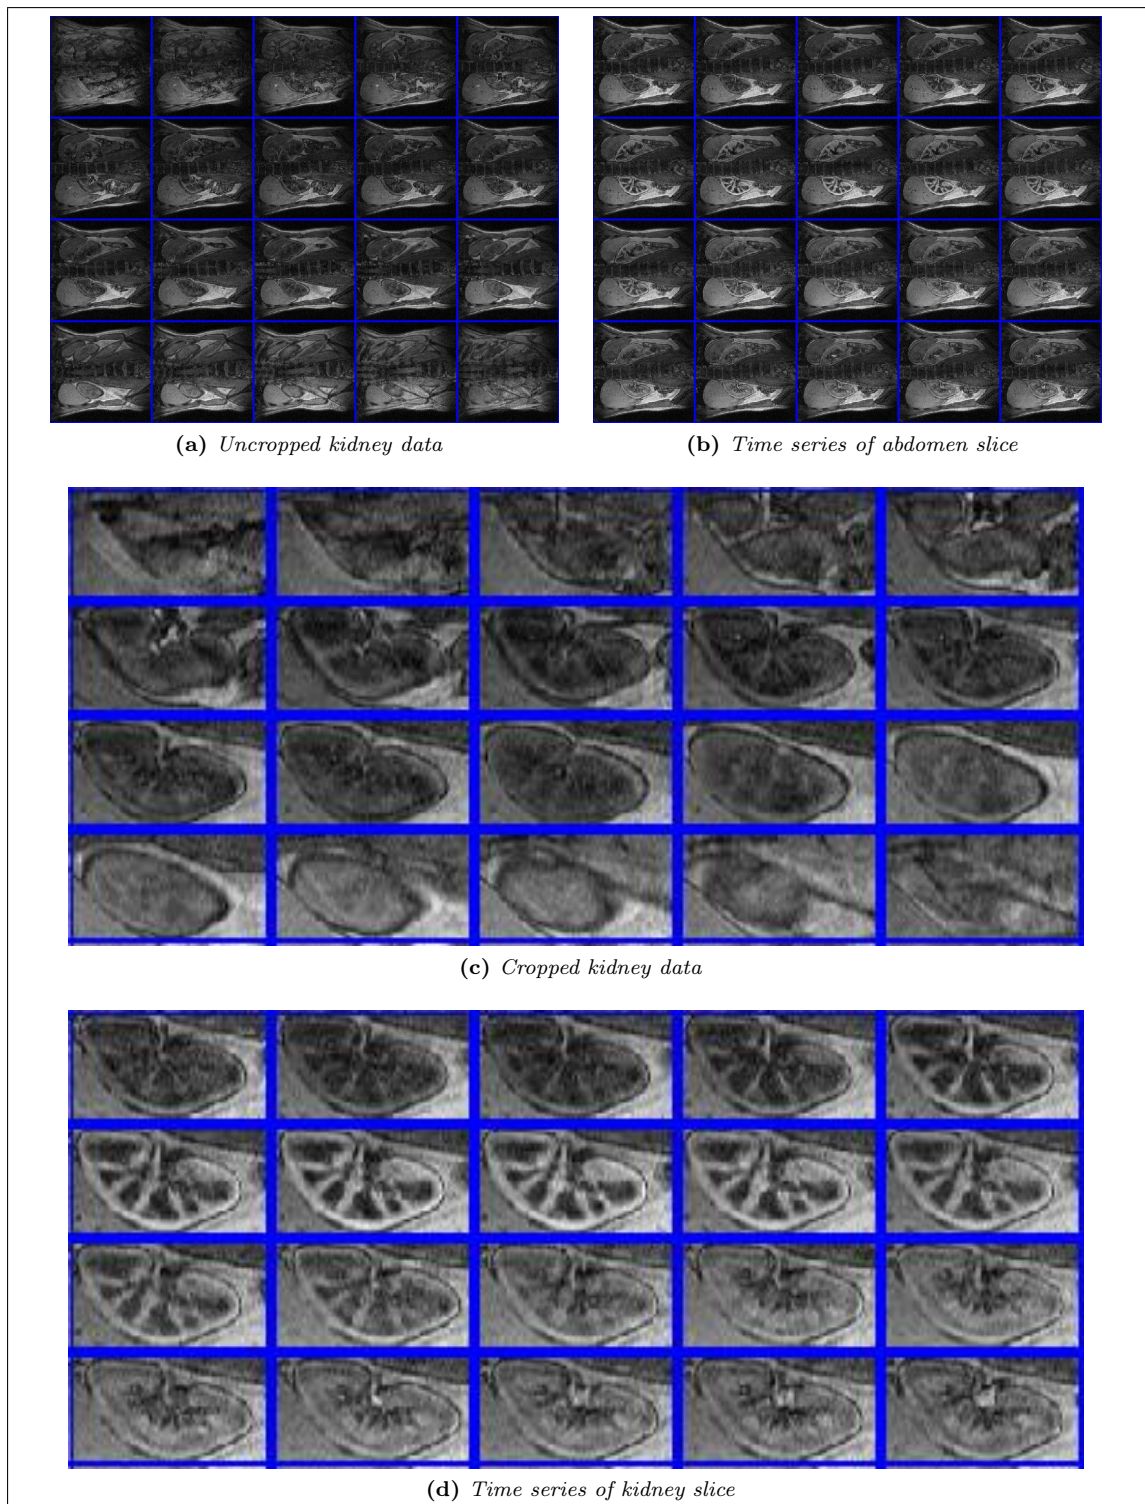 (a) Uncropped kidney data
(b) Time series of abdomen slice
(c) Cropped kidney data
(d) Time series of kidney slice